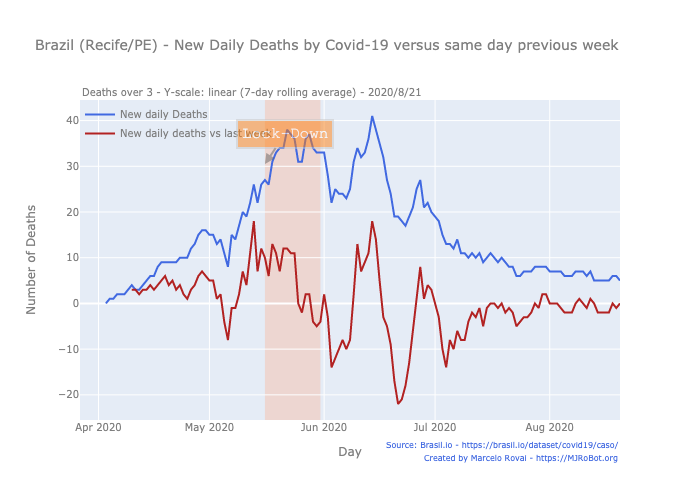 Brazil (Recife/PE) - New Daily Deaths by Covid-19 versus same day previous week
Deaths over 3 - Y-scale: linear (7-day rolling average) - 2020/8/21
New daily Deaths
New daily deaths vs last week
Lock-Down
Number of Deaths
40
30
20
10
0
−10
−20
Apr 2020
May 2020
Jun 2020
Jul 2020
Aug 2020
Day
Source: Brasil.io - https://brasil.io/dataset/covid19/caso/
Created by Marcelo Rovai - https://MJRoBot.org